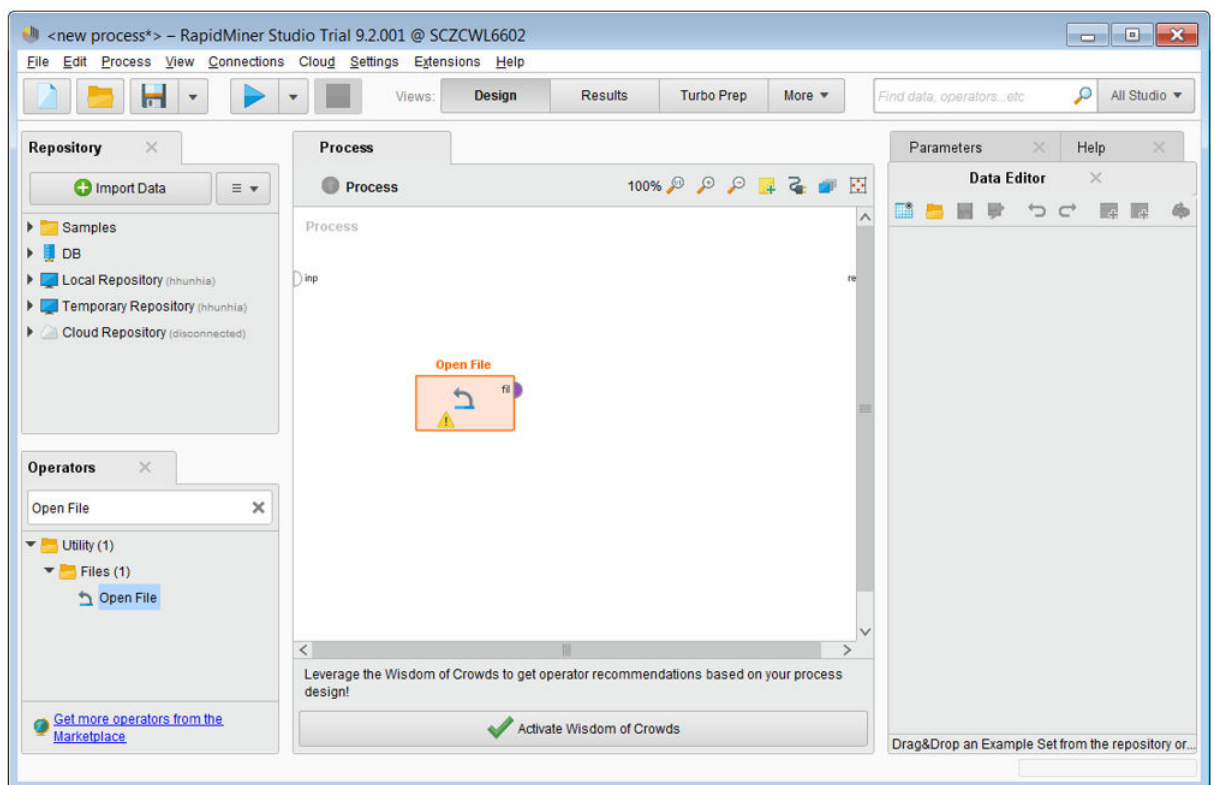 <new process*> – RapidMiner Studio Trial 9.2.001 @ SCZCWL6602
File Edit Process View Connections Cloud Settings Extensions Help
Views: Design Results Turbo Prep More
Find data, operators...etc
All Studio
Repository
Import Data
Samples
DB
Local Repository (hhunhia)
Temporary Repository (hhunhia)
Cloud Repository (disconnected)
Operators
Open File
Utility (1)
Files (1)
Open File
Get more operators from the
Marketplace
Process
Process
100%
Process
inp
re
Open File
fil
Leverage the Wisdom of Crowds to get operator recommendations based on your process
design!
Activate Wisdom of Crowds
Parameters
Help
Data Editor
Drag&Drop an Example Set from the repository or...